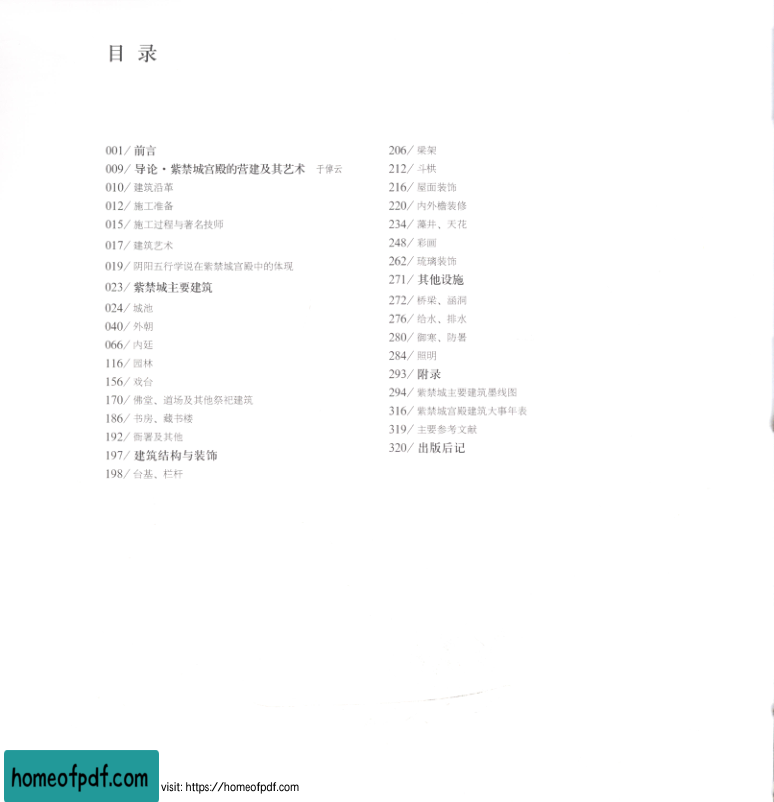 目 录
001/ 前言
009/ 导论·紫禁城宫殿的营建及其艺术 于倬云
010/ 建筑沿革
012/ 施工准备
015/ 施工过程与著名技师
017/ 建筑艺术
019/ 阴阳五行学说在紫禁城宫殿中的体现
023/ 紫禁城主要建筑
024/ 城池
040/ 外朝
066/ 内廷
116/ 园林
156/ 戏台
170/ 佛堂、道场及其他祭祀建筑
186/ 书房、藏书楼
192/ 衙署及其他
197/ 建筑结构与装饰
198/ 台基、栏杆
206/ 梁架
212/ 斗栱
216/ 屋面装饰
220/ 内外檐装修
234/ 藻井、天花
248/ 彩画
262/ 琉璃装饰
271/ 其他设施
272/ 桥梁、涵洞
276/ 给水、排水
280/ 御寒、防暑
284/ 照明
293/ 附录
294/ 紫禁城主要建筑墨线图
316/ 紫禁城宫殿建筑大事年表
319/ 主要参考文献
320/ 出版后记
homeofpdf.com
visit: https://homeofpdf.com